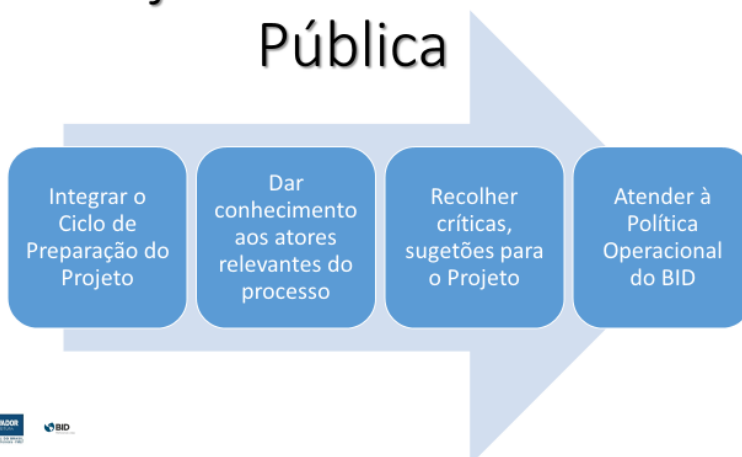 Pública
Integrar o
Ciclo de
Preparação do
Projeto
Dar
conhecimento
aos atores
relevantes do
processo
Recolher
críticas,
sugetões para
o Projeto
Atender à
Política
Operacional
do BID
BID